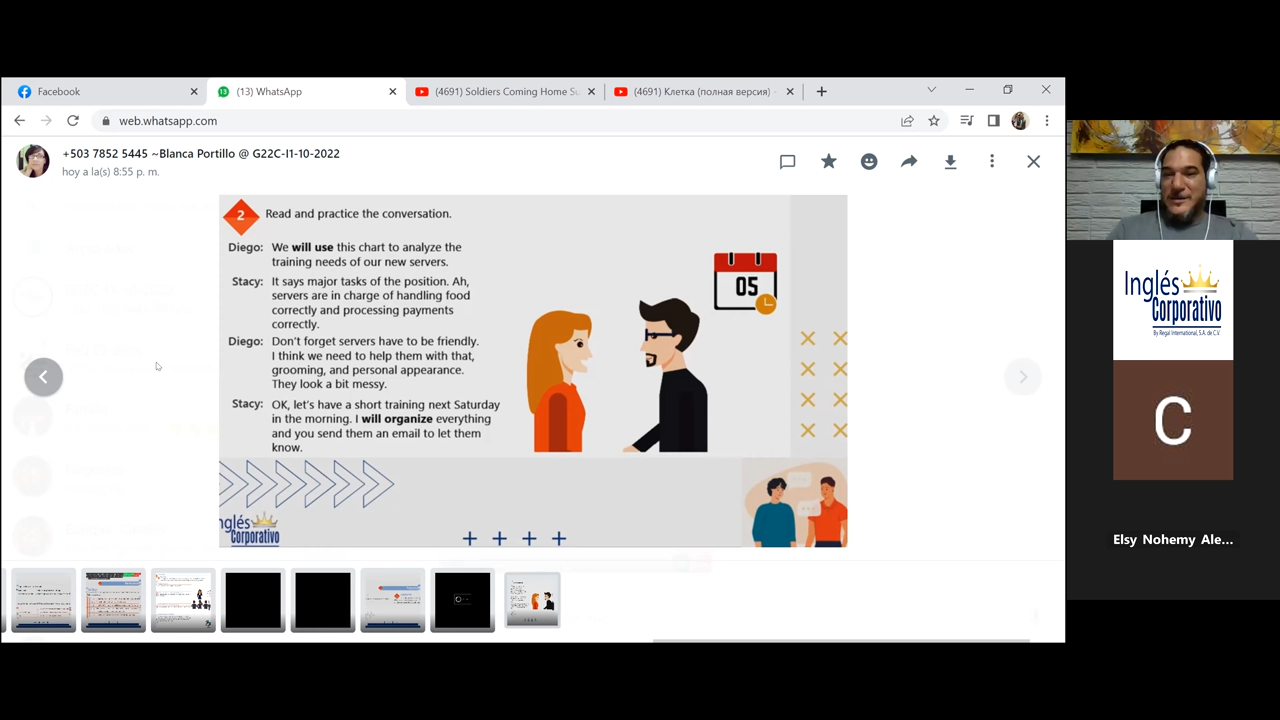 Facebook
(13) WhatsApp
(4691) Soldiers Coming Home Su
(4691) Клетка (полная версия) -
web.whatsapp.com
+503 7852 5445 ~Blanca Portillo @ G22C-I1-10-2022
hoy a la(s) 8:55 p. m.
2 Read and practice the conversation.
Diego: We will use this chart to analyze the
training needs of our new servers.
Stacy: It says major tasks of the position. Ah,
servers are in charge of handling food
correctly and processing payments
correctly.
Diego: Don't forget servers have to be friendly.
I think we need to help them with that,
grooming, and personal appearance.
They look a bit messy.
Stacy: OK, let's have a short training next Saturday
in the morning. I will organize everything
and you send them an email to let them
know.
05
nglés
Corporativo
Inglés
Corporativo
By Regal International, S.A. de C.V.
C
Elsy Nohemy Ale...